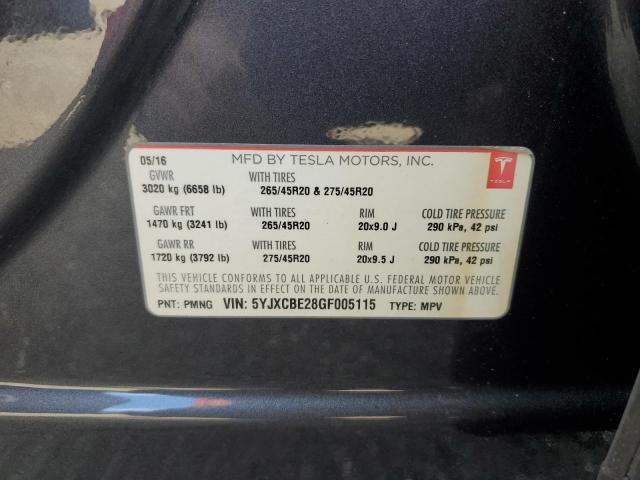 05/16 MFD BY TESLA MOTORS, INC.
TESLA
GVWR WITH TIRES
3020 kg (6658 lb) 265/45R20 & 275/45R20
GAWR FRT WITH TIRES RIM COLD TIRE PRESSURE
1470 kg (3241 lb) 265/45R20 20x9.0 J 290 kPa, 42 psi
GAWR RR WITH TIRES RIM COLD TIRE PRESSURE
1720 kg (3792 lb) 275/45R20 20x9.5 J 290 kPa, 42 psi
THIS VEHICLE CONFORMS TO ALL APPLICABLE U.S. FEDERAL MOTOR VEHICLE
SAFETY STANDARDS IN EFFECT ON THE DATE OF MANUFACTURE SHOWN ABOVE.
PNT: PMNG VIN: 5YJXCBE28GF005115 TYPE: MPV